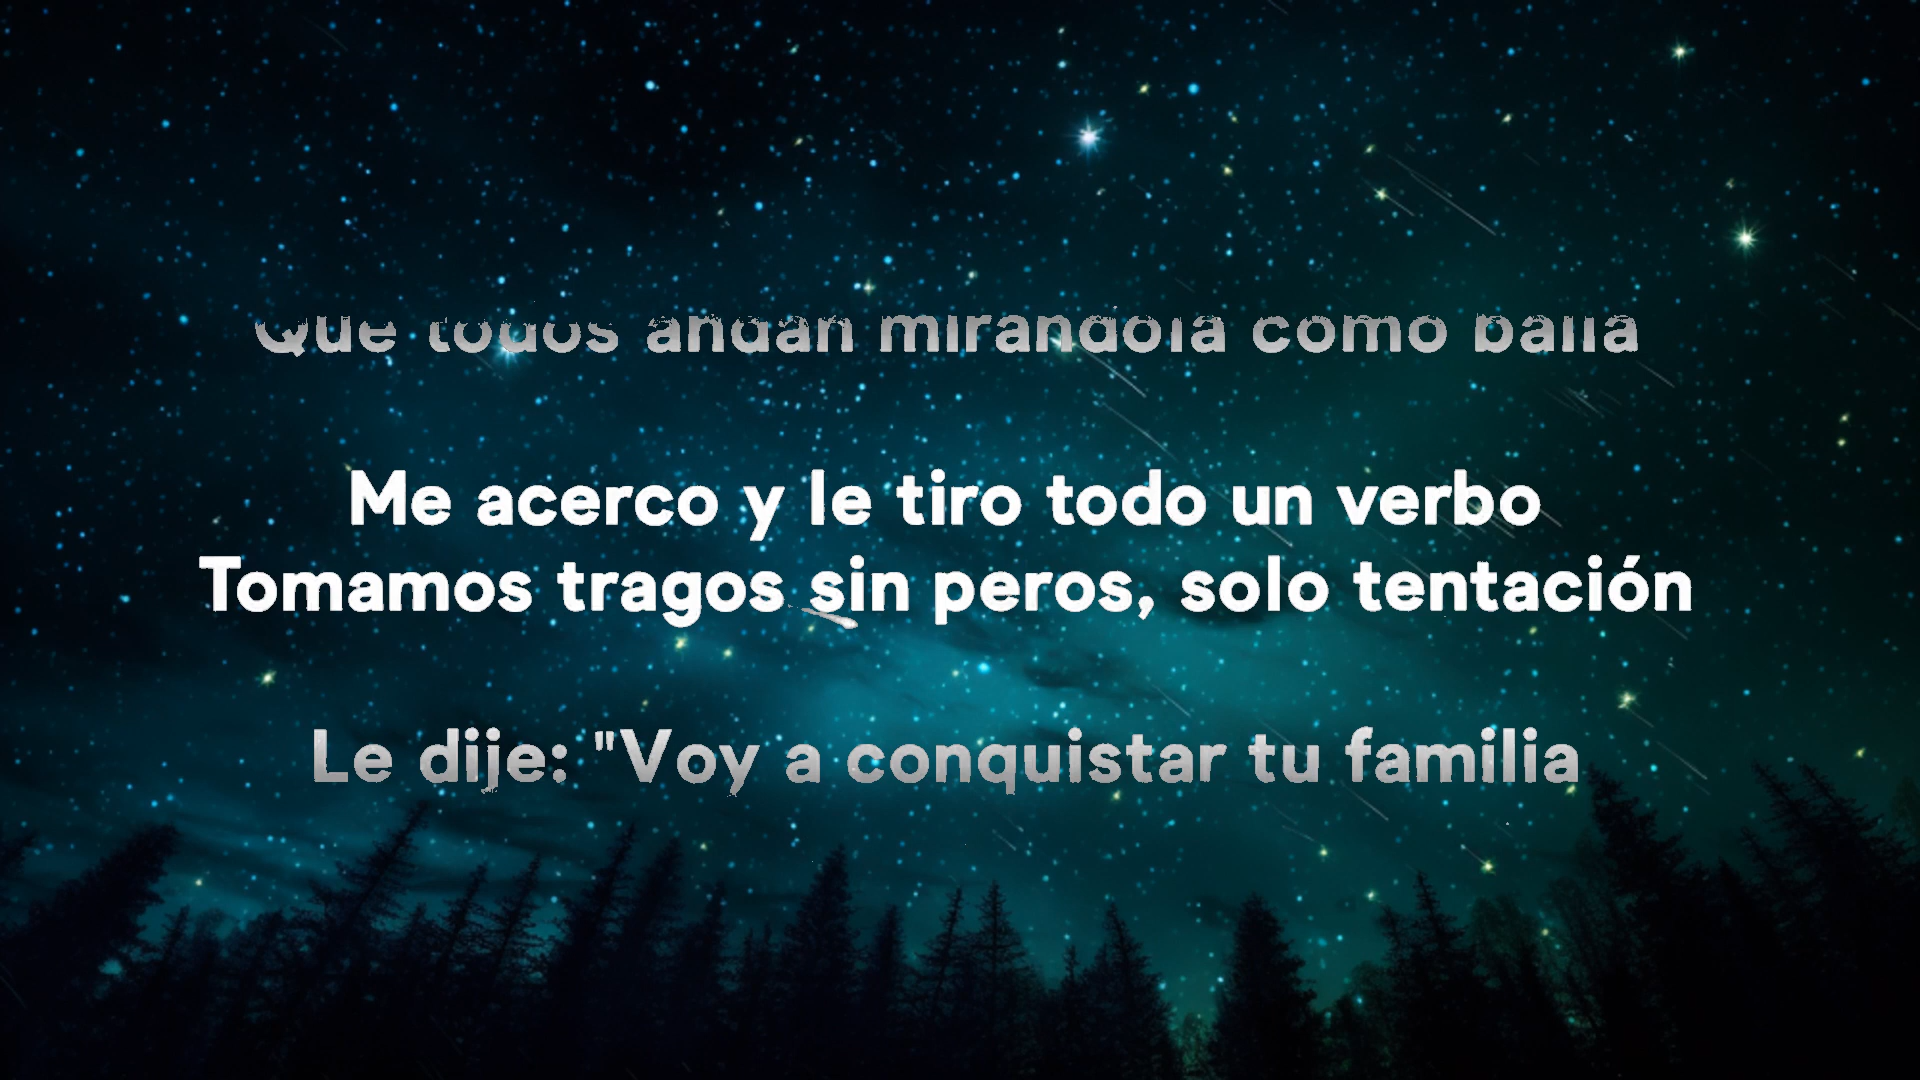 Que todos andan mirandola como baila
Me acerco y le tiro todo un verbo
Tomamos tragos sin peros, solo tentación
Le dije: "Voy a conquistar tu familia